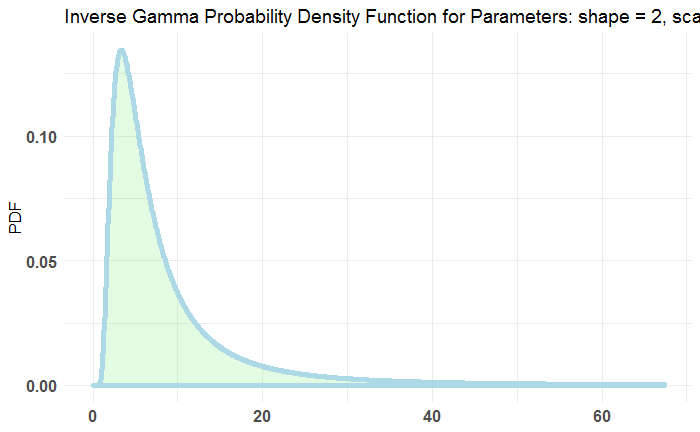 Inverse Gamma Probability Density Function for Parameters: shape = 2, sca
PDF
0.10
0.05
0.00
0 20 40 60